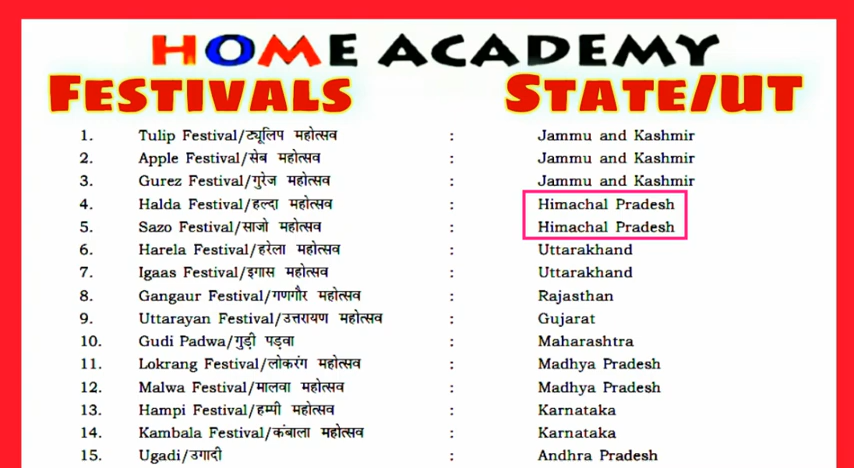 HOME ACADEMY
FESTIVALS STATE/UT
1. Tulip Festival/ट्यूलिप महोत्सव : Jammu and Kashmir
2. Apple Festival/सेब महोत्सव : Jammu and Kashmir
3. Gurez Festival/गुरेज महोत्सव : Jammu and Kashmir
4. Halda Festival/हल्दा महोत्सव : Himachal Pradesh
5. Sazo Festival/साजो महोत्सव : Himachal Pradesh
6. Harela Festival/हरेला महोत्सव : Uttarakhand
7. Igaas Festival/इगास महोत्सव : Uttarakhand
8. Gangaur Festival/गणगौर महोत्सव : Rajasthan
9. Uttarayan Festival/उत्तरायण महोत्सव : Gujarat
10. Gudi Padwa/गुड़ी पड़वा : Maharashtra
11. Lokrang Festival/लोकरंग महोत्सव : Madhya Pradesh
12. Malwa Festival/मालवा महोत्सव : Madhya Pradesh
13. Hampi Festival/हम्पी महोत्सव : Karnataka
14. Kambala Festival/कंबाला महोत्सव : Karnataka
15. Ugadi/उगादी : Andhra Pradesh